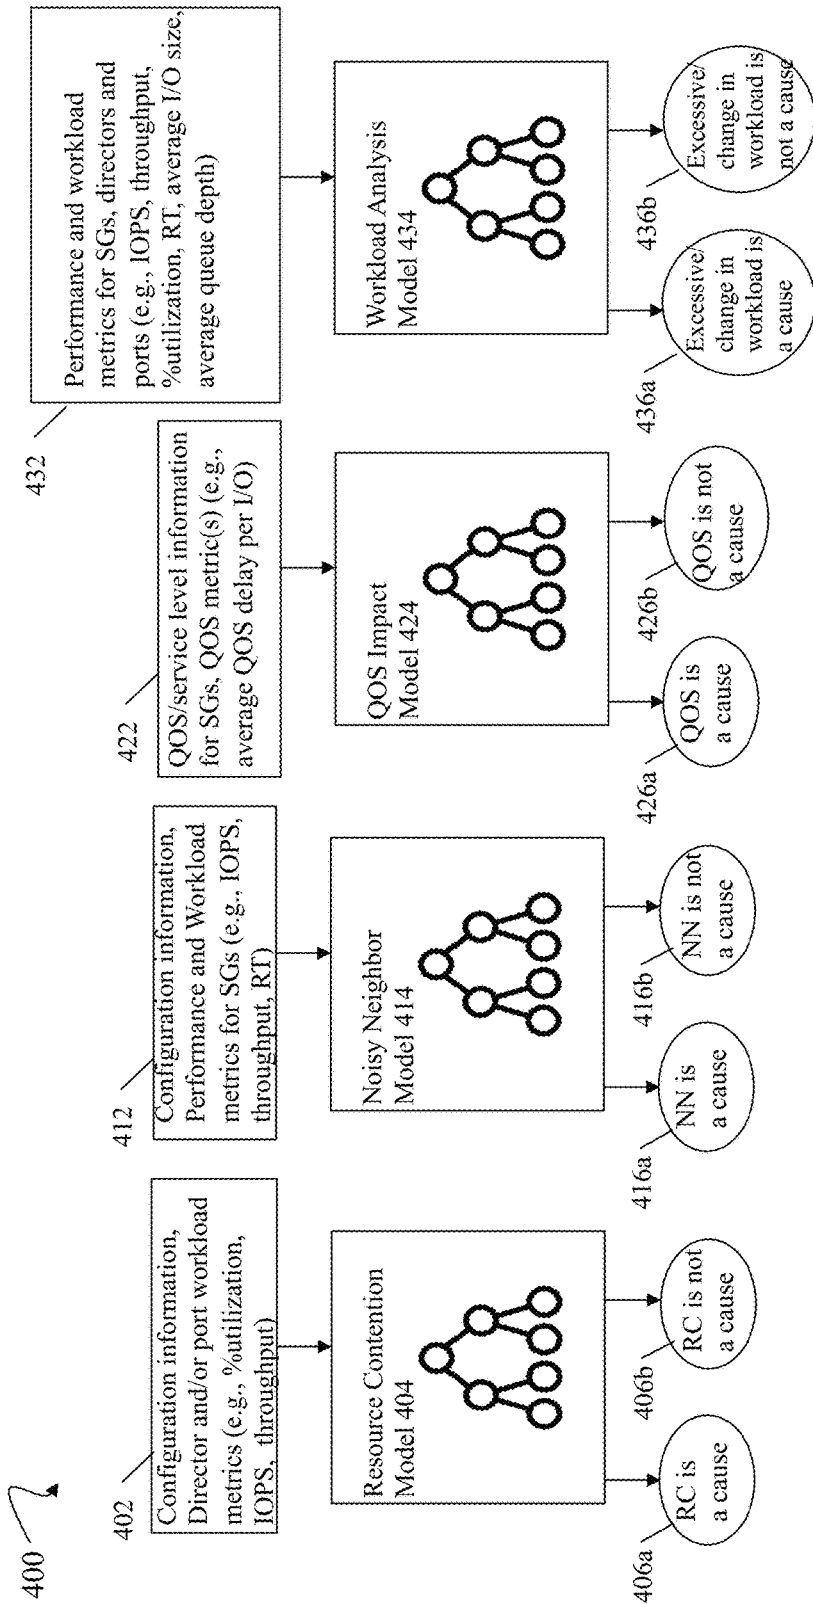 400
402
Configuration information,
Director and/or port workload
metrics (e.g., %utilization,
IOPS, throughput)
Resource Contention
Model 404
406a
RC is
a cause
406b
RC is not
a cause
412
Configuration information,
Performance and Workload
metrics for SGs (e.g., IOPS,
throughput, RT)
Noisy Neighbor
Model 414
416a
NN is
a cause
416b
NN is not
a cause
422
QOS/service level information
for SGs, QOS metric(s) (e.g.,
average QOS delay per I/O)
QOS Impact
Model 424
426a
QOS is
a cause
426b
QOS is not
a cause
432
Performance and workload
metrics for SGs, directors and
ports (e.g., IOPS, throughput,
%utilization, RT, average I/O size,
average queue depth)
Workload Analysis
Model 434
436a
Excessive/
change in
workload is
a cause
436b
Excessive/
change in
workload is
not a cause